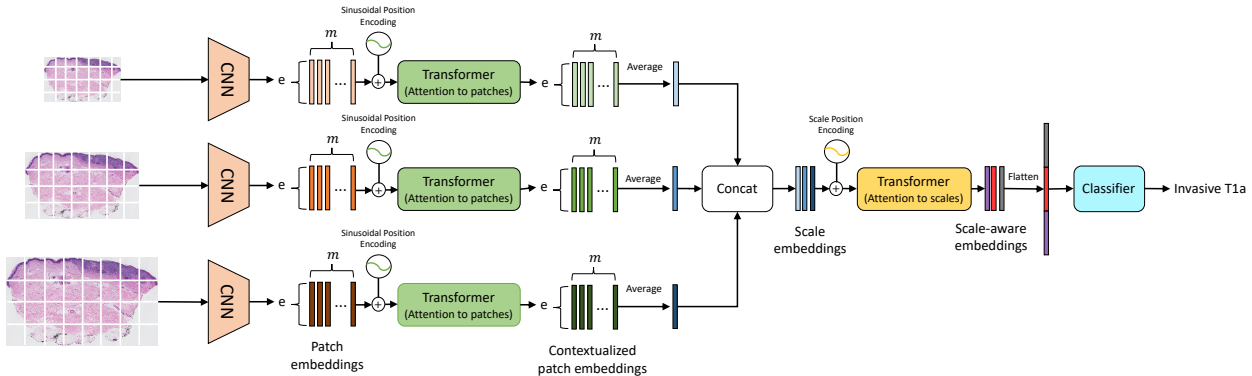 Sinusoidal Position
Encoding
m
CNN
e
...
+
Transformer
(Attention to patches)
e
m
...
Average
Sinusoidal Position
Encoding
m
CNN
e
...
+
Transformer
(Attention to patches)
e
m
...
Average
Concat
Scale Position
Encoding
+
Transformer
(Attention to scales)
Flatten
Classifier
Invasive T1a
Scale
embeddings
Scale-aware
embeddings
Sinusoidal Position
Encoding
m
CNN
e
...
+
Transformer
(Attention to patches)
e
m
...
Average
Patch
embeddings
Contextualized
patch embeddings